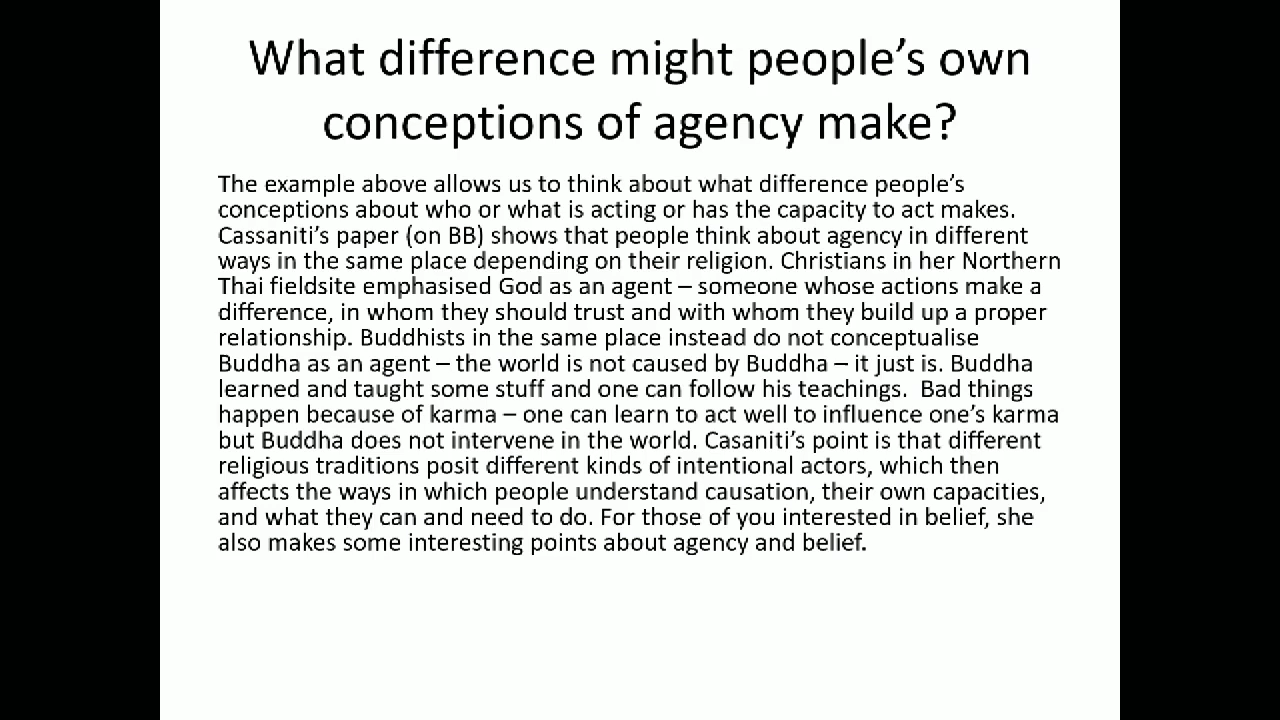 What difference might people’s own
conceptions of agency make?
The example above allows us to think about what difference people’s
conceptions about who or what is acting or has the capacity to act makes.
Cassaniti’s paper (on BB) shows that people think about agency in different
ways in the same place depending on their religion. Christians in her Northern
Thai fieldsite emphasised God as an agent – someone whose actions make a
difference, in whom they should trust and with whom they build up a proper
relationship. Buddhists in the same place instead do not conceptualise
Buddha as an agent – the world is not caused by Buddha – it just is. Buddha
learned and taught some stuff and one can follow his teachings.  Bad things
happen because of karma – one can learn to act well to influence one’s karma
but Buddha does not intervene in the world. Casaniti’s point is that different
religious traditions posit different kinds of intentional actors, which then
affects the ways in which people understand causation, their own capacities,
and what they can and need to do. For those of you interested in belief, she
also makes some interesting points about agency and belief.